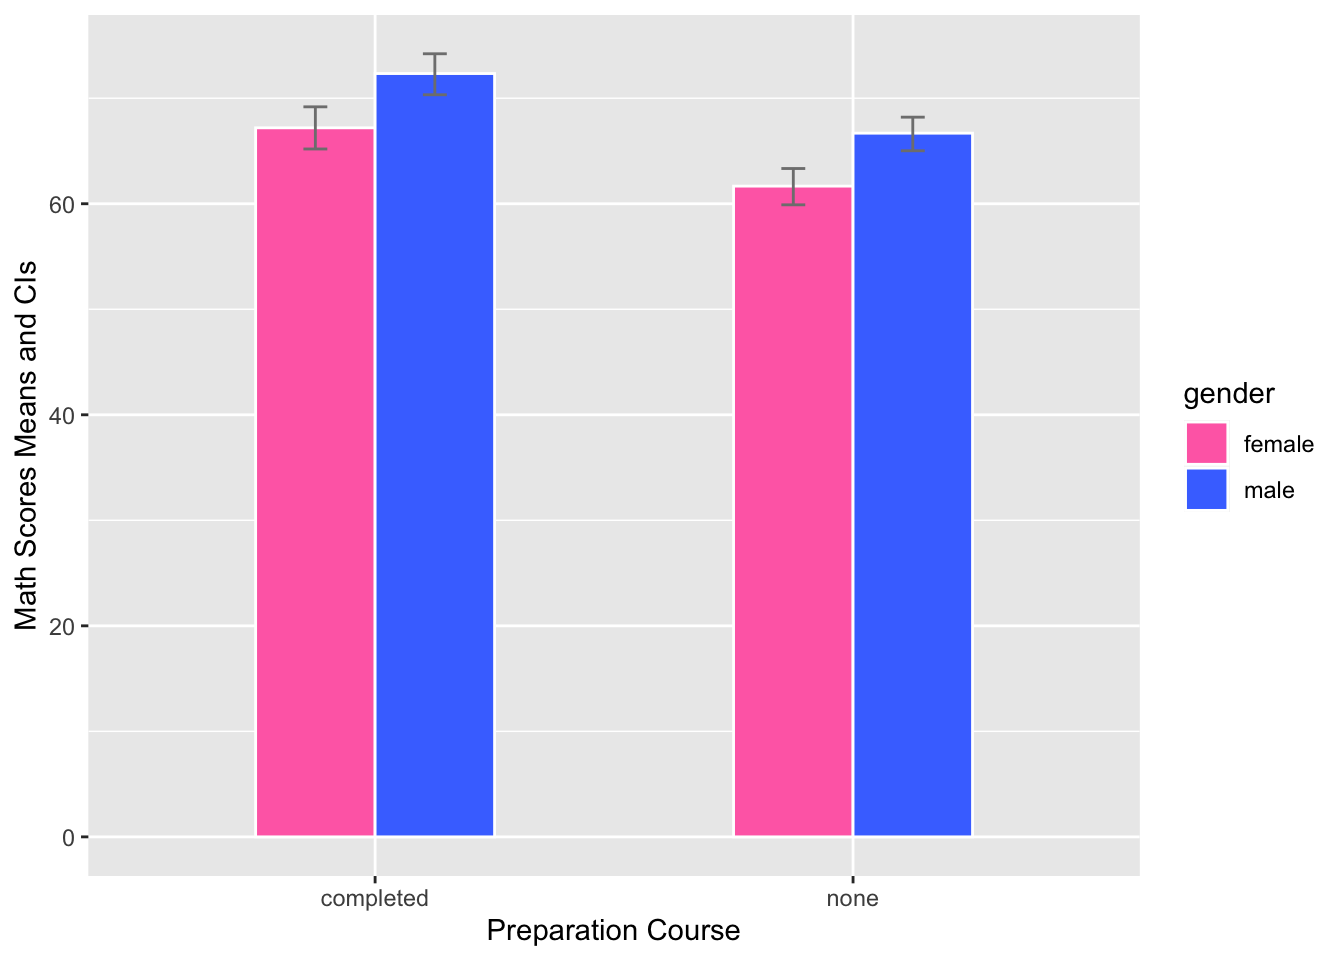 Math Scores Means and CIs
60
40
20
0
completed
none
Preparation Course
gender
female
male